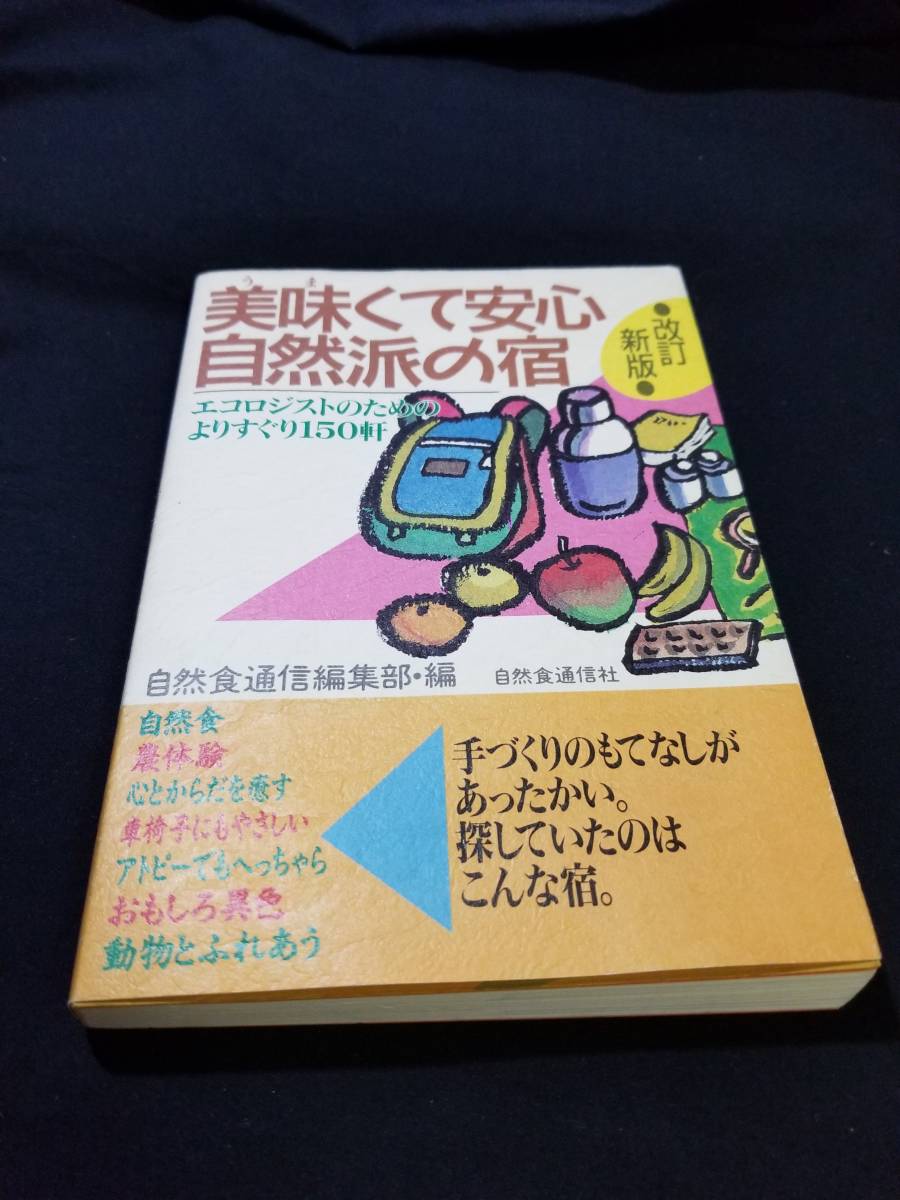 うま
美味くて安心
自然派の宿
エコロジストのための
よりすぐり150軒
●改訂
新版●
自然食通信編集部・編
自然食通信社
自然食
農体験
心とからだを癒す
車椅子にもやさしい
アトピーでもへっちゃら
おもしろ異色
動物とふれあう
手づくりのもてなしが
あったかい。
探していたのは
こんな宿。